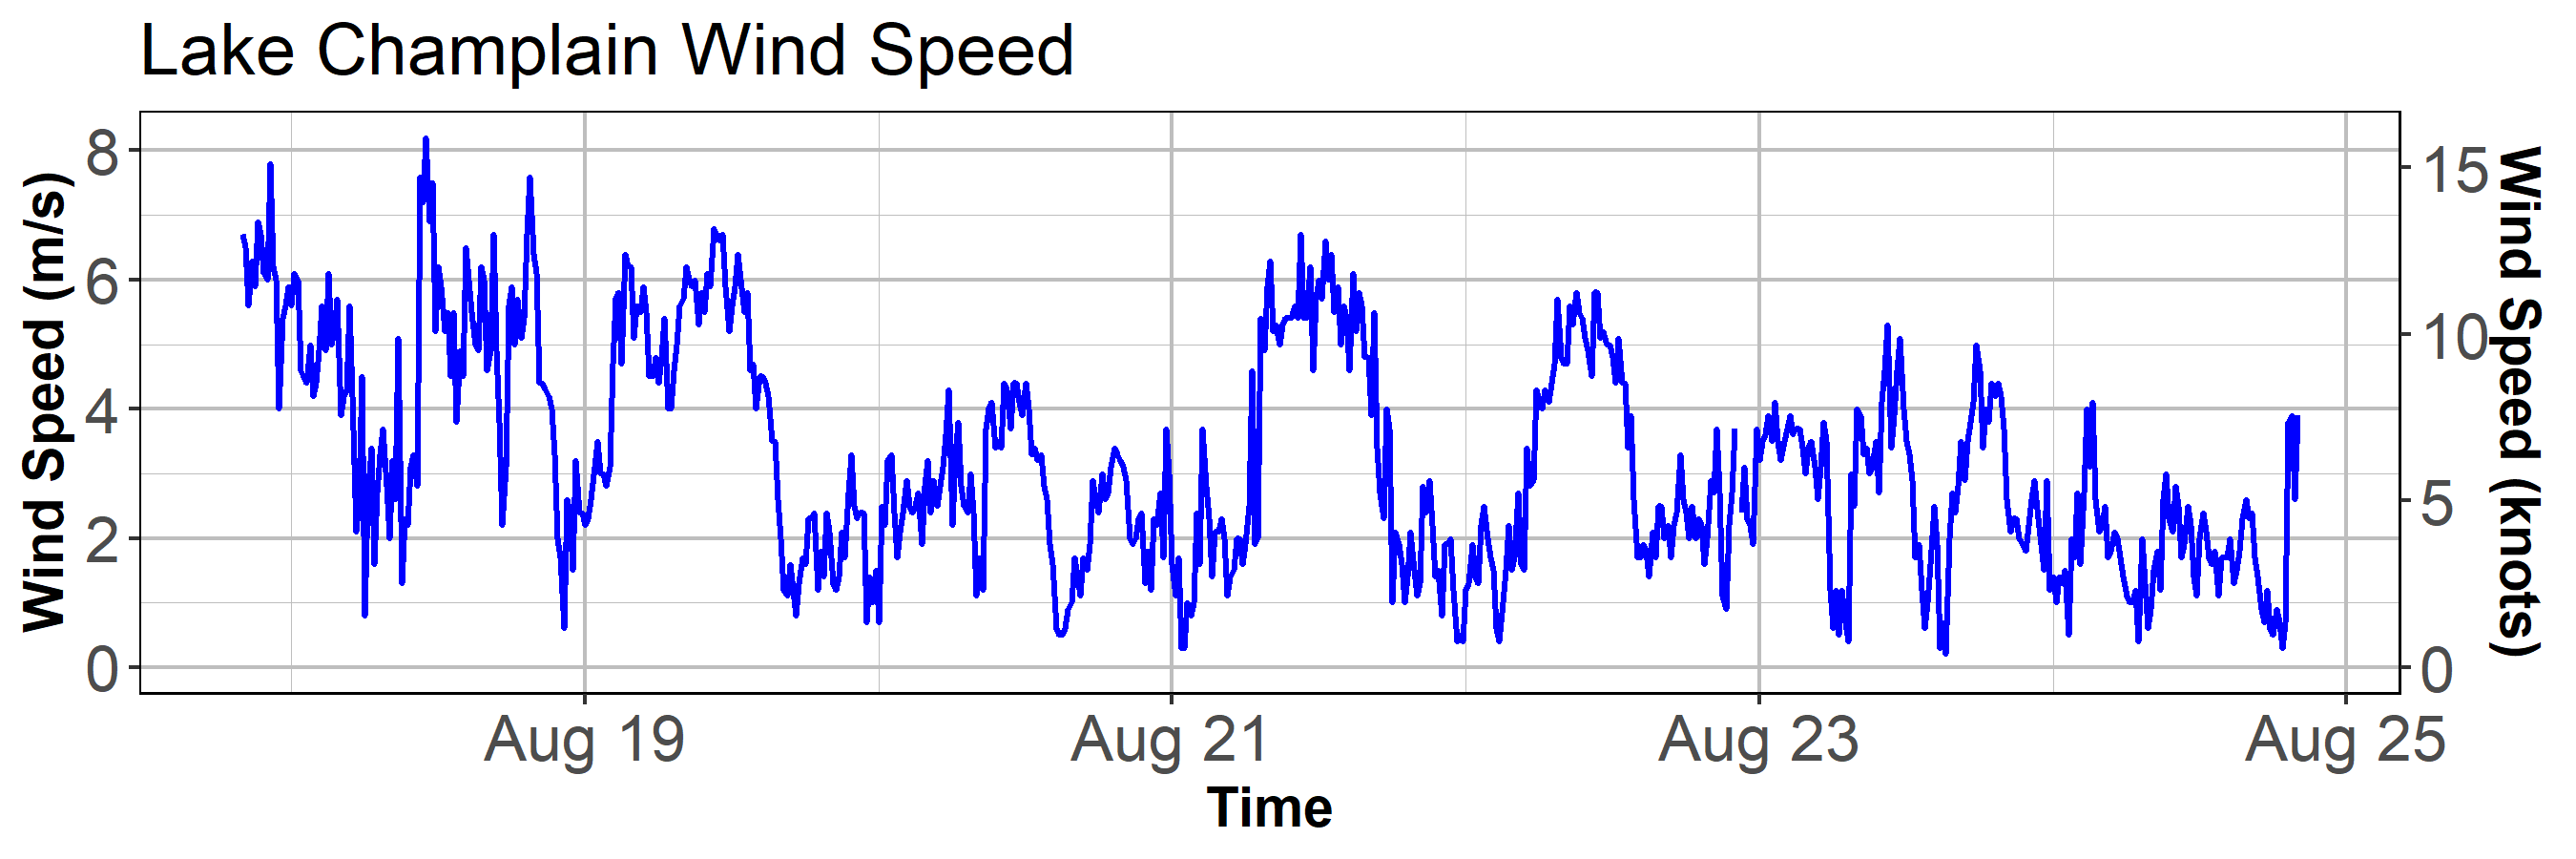 Lake Champlain Wind Speed
Wind Speed (m/s)
8
6
4
2
0
15
10
5
0
Wind Speed (knots)
Aug 19
Aug 21
Aug 23
Aug 25
Time